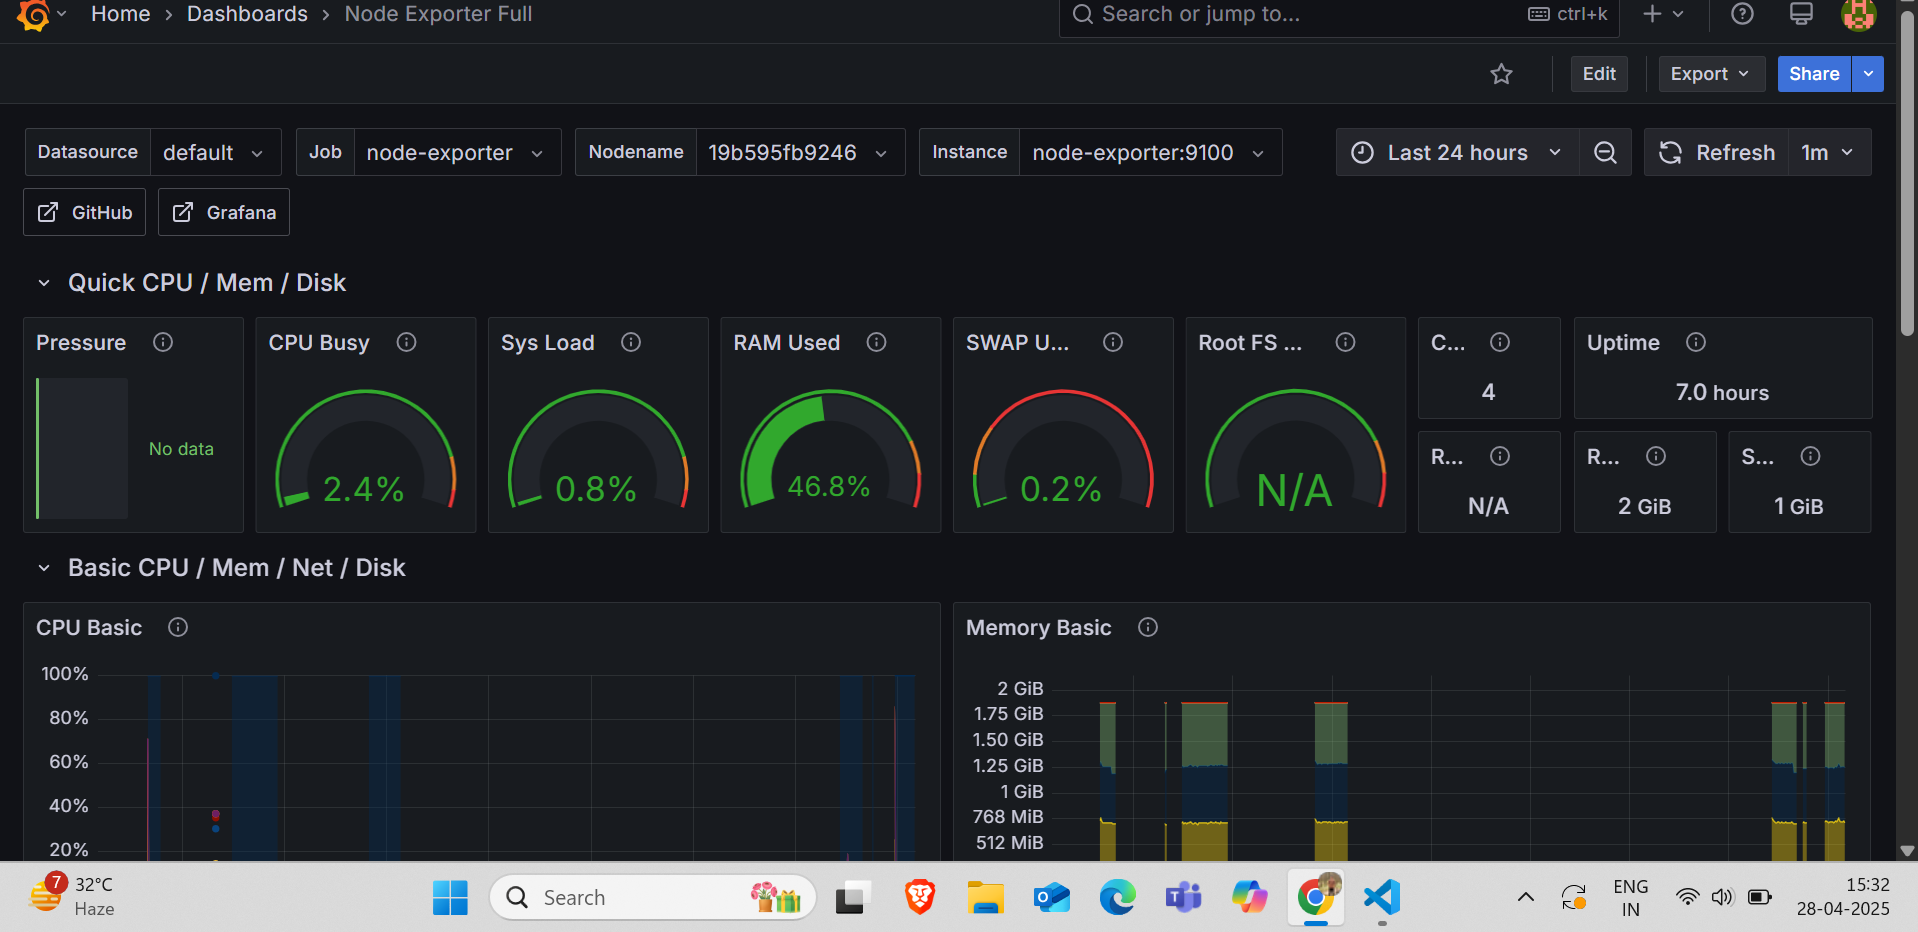 Home › Dashboards › Node Exporter Full
Search or jump to... ctrl+k
Edit Export Share
Datasource default Job node-exporter Nodename 19b595fb9246 Instance node-exporter:9100 Last 24 hours Refresh 1m
GitHub Grafana
Quick CPU / Mem / Disk
Pressure
No data
CPU Busy
2.4%
Sys Load
0.8%
RAM Used
46.8%
SWAP U...
0.2%
Root FS ...
N/A
C...
4
Uptime
7.0 hours
R...
N/A
R...
2 GiB
S...
1 GiB
Basic CPU / Mem / Net / Disk
CPU Basic
100%
80%
60%
40%
20%
Memory Basic
2 GiB
1.75 GiB
1.50 GiB
1.25 GiB
1 GiB
768 MiB
512 MiB
7
32°C
Haze
Search
ENG
IN
15:32
28-04-2025